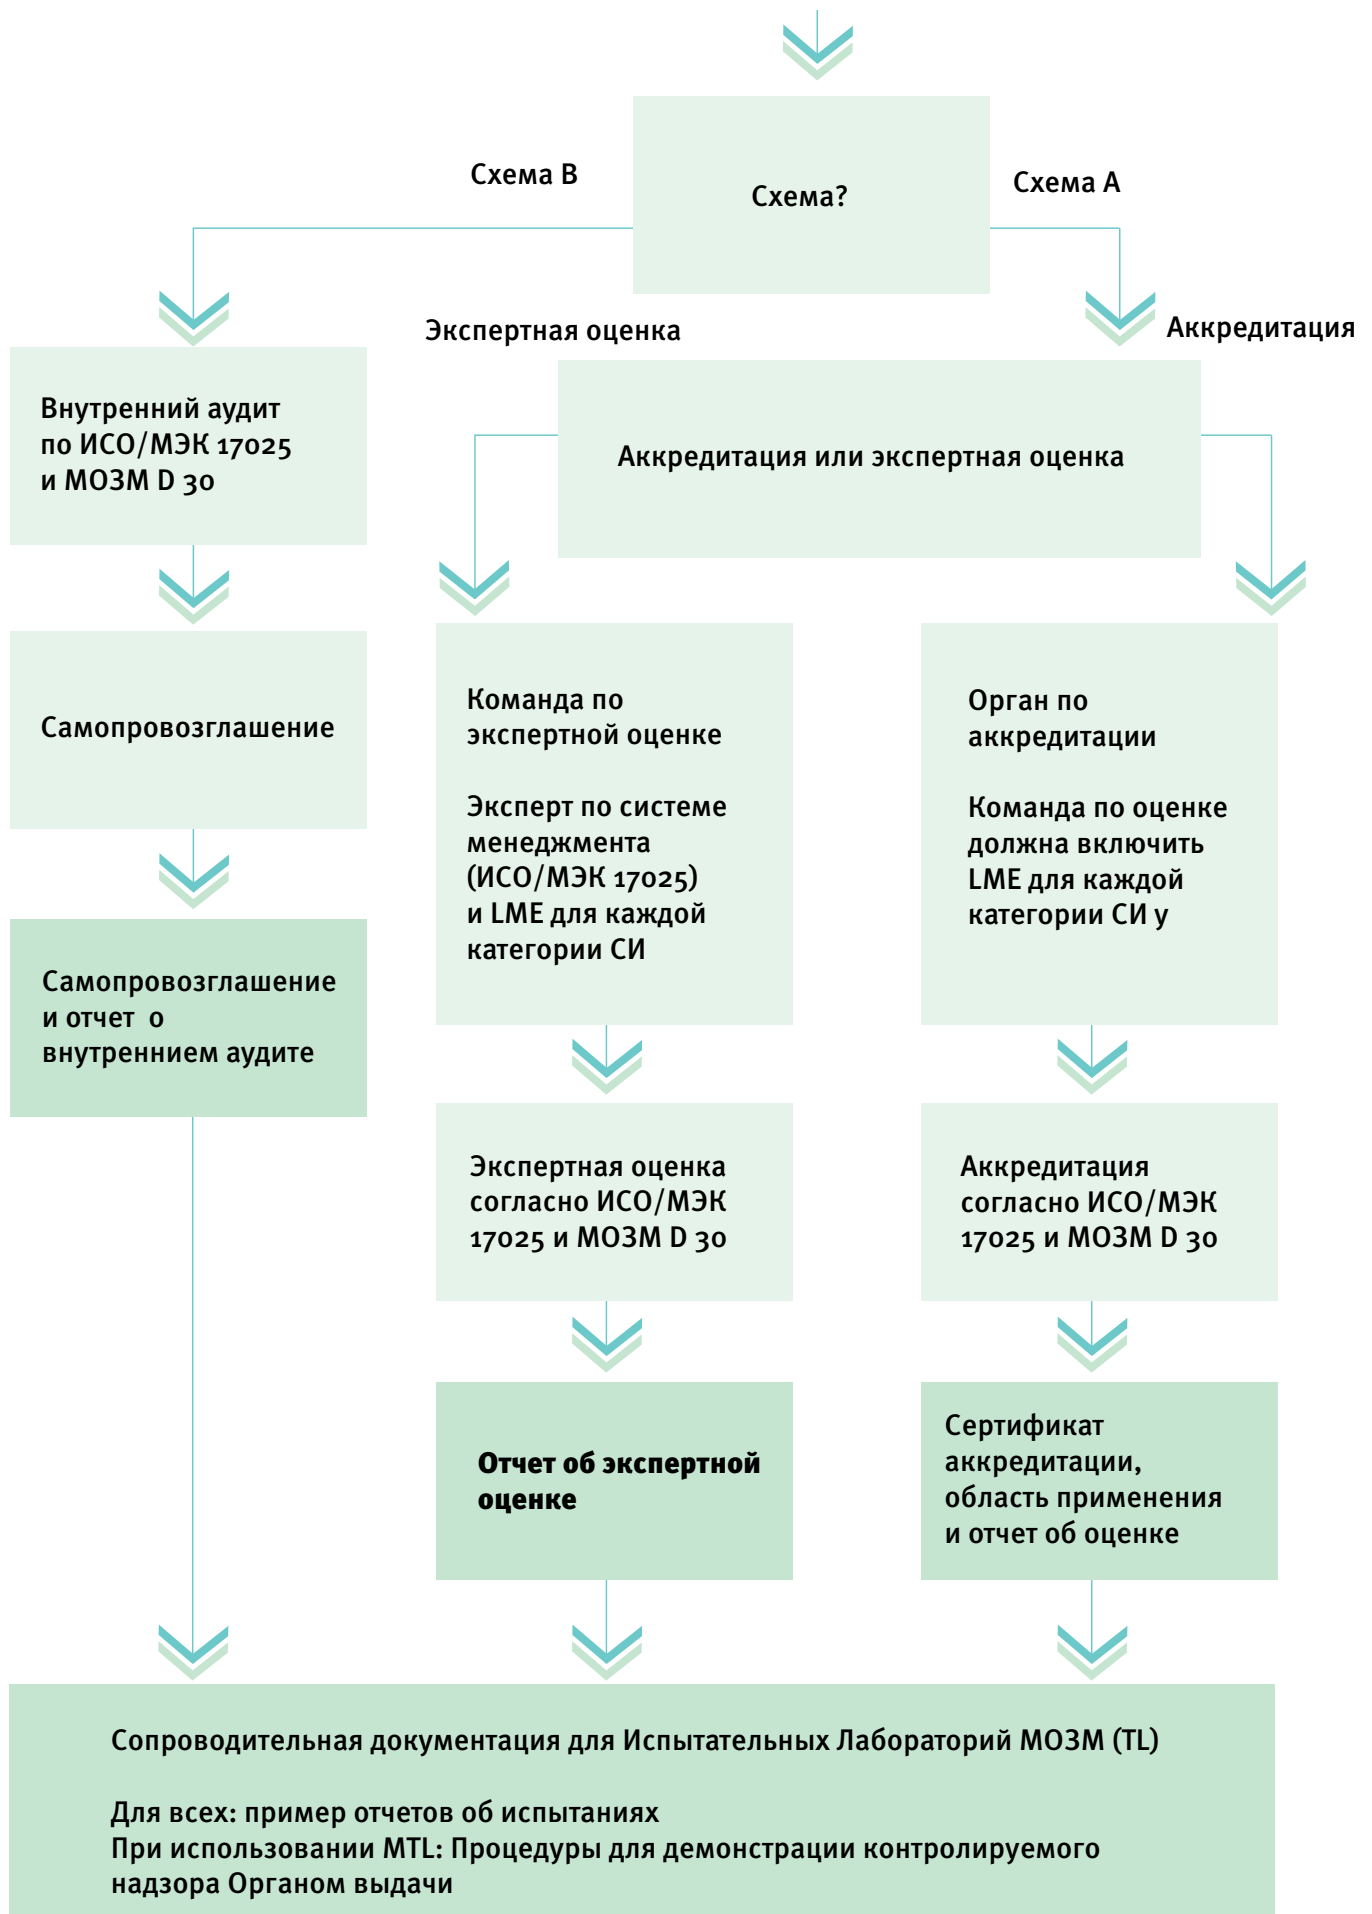 Схема В
Схема?
Схема А
Экспертная оценка
Аккредитация
Внутренний аудит
по ИСО/МЭК 17025
и МОЗМ D 30
Аккредитация или экспертная оценка
Самопровозглашение
Команда по
экспертной оценке
Эксперт по системе
менеджмента
(ИСО/МЭК 17025)
и LME для каждой
категории СИ
Орган по
аккредитации
Команда по оценке
должна включить
LME для каждой
категории СИ у
Самопровозглашение
и отчет о
внутреннием аудите
Экспертная оценка
согласно ИСО/МЭК
17025 и МОЗМ D 30
Аккредитация
согласно ИСО/МЭК
17025 и МОЗМ D 30
Отчет об экспертной
оценке
Сертификат
аккредитации,
область применения
и отчет об оценке
Сопроводительная документация для Испытательных Лабораторий МОЗМ (TL)
Для всех: пример отчетов об испытаниях
При использовании MTL: Процедуры для демонстрации контролируемого
надзора Органом выдачи